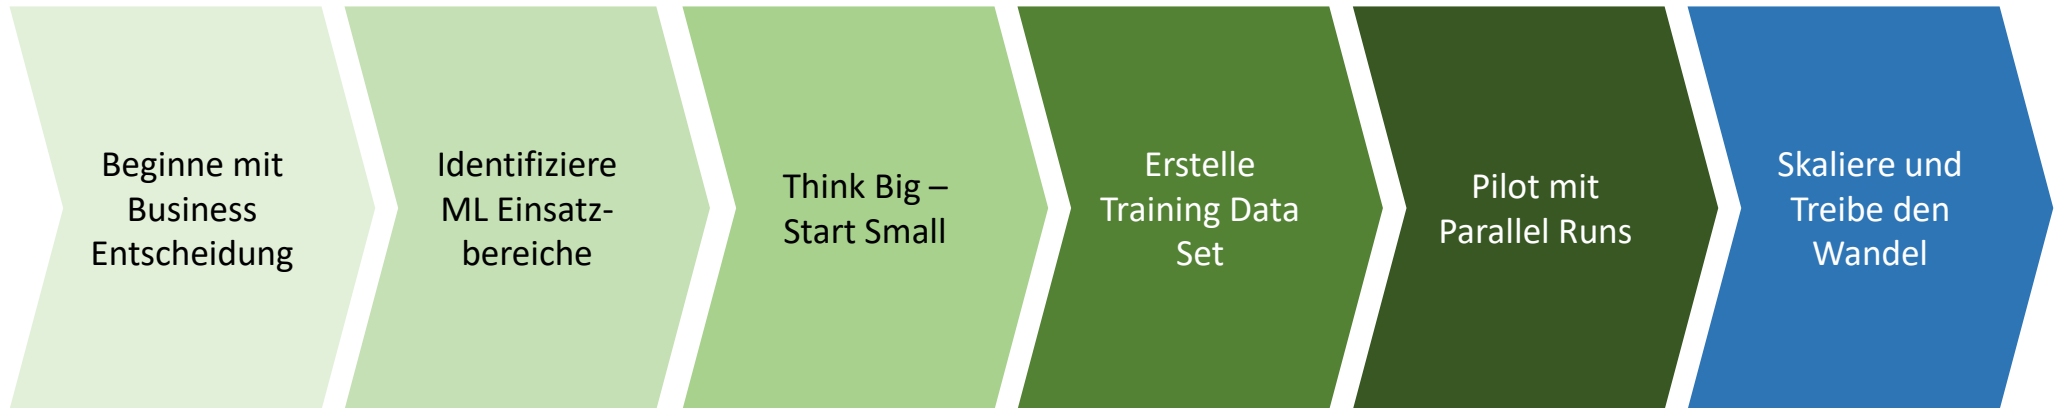 Beginne mit
Business
Entscheidung
Identifiziere
ML Einsatz-
bereiche
Think Big –
Start Small
Erstelle
Training Data
Set
Pilot mit
Parallel Runs
Skaliere und
Treibe den
Wandel